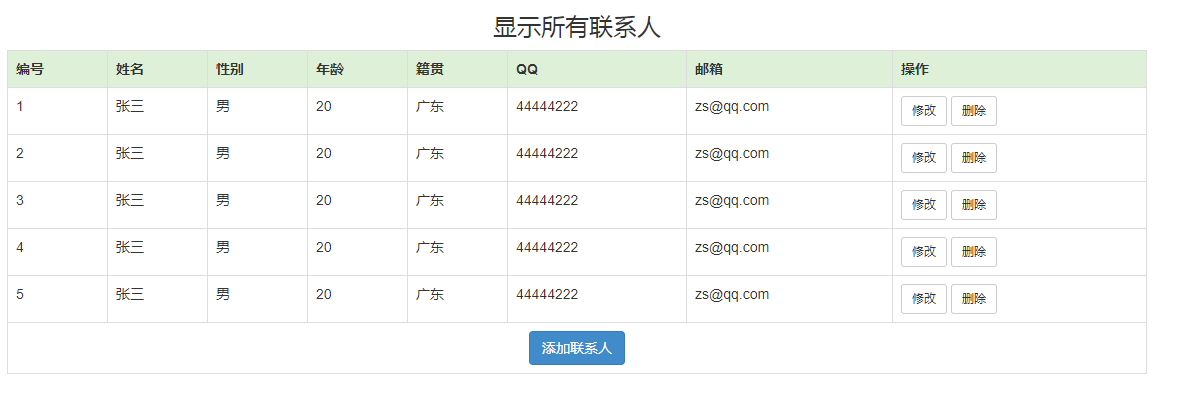 显示所有联系人
编号 姓名 性别 年龄 籍贯 QQ 邮箱 操作
1 张三 男 20 广东 44444222 zs@qq.com 修改 删除
2 张三 男 20 广东 44444222 zs@qq.com 修改 删除
3 张三 男 20 广东 44444222 zs@qq.com 修改 删除
4 张三 男 20 广东 44444222 zs@qq.com 修改 删除
5 张三 男 20 广东 44444222 zs@qq.com 修改 删除
添加联系人